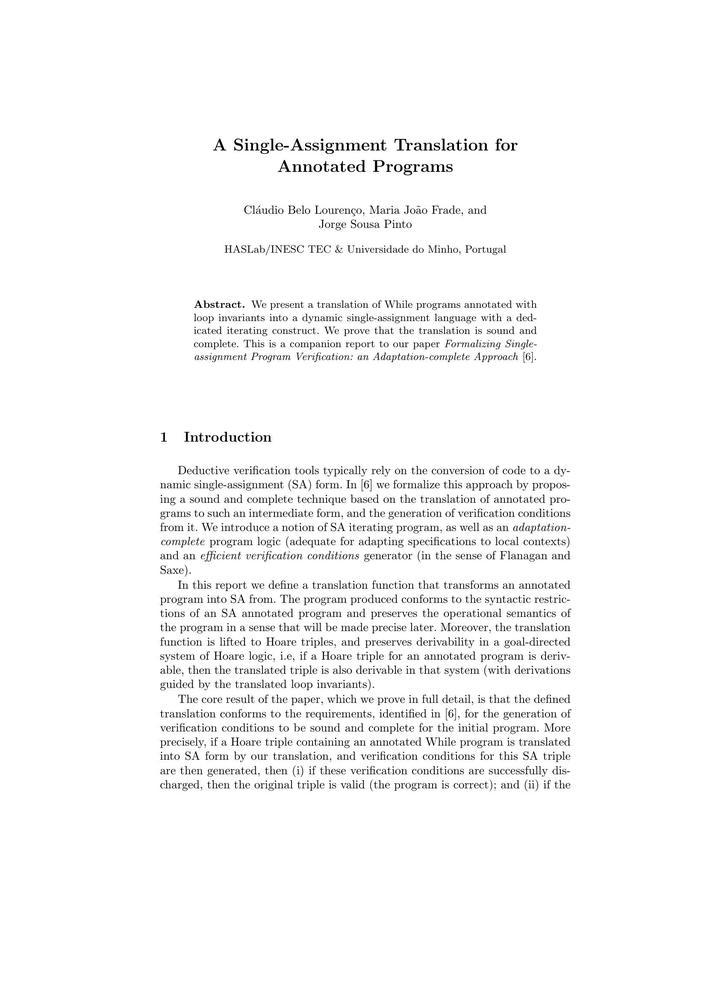 A Single-Assignment Translation for
Annotated Programs
Cláudio Belo Lourenço, Maria João Frade, and
Jorge Sousa Pinto
HASLab/INESC TEC & Universidade do Minho, Portugal
Abstract. We present a translation of While programs annotated with
loop invariants into a dynamic single-assignment language with a ded-
icated iterating construct. We prove that the translation is sound and
complete. This is a companion report to our paper Formalizing Single-
assignment Program Verification: an Adaptation-complete Approach [6].
1 Introduction
Deductive verification tools typically rely on the conversion of code to a dy-
namic single-assignment (SA) form. In [6] we formalize this approach by propos-
ing a sound and complete technique based on the translation of annotated pro-
grams to such an intermediate form, and the generation of verification conditions
from it. We introduce a notion of SA iterating program, as well as an adaptation-
complete program logic (adequate for adapting specifications to local contexts)
and an efficient verification conditions generator (in the sense of Flanagan and
Saxe).
In this report we define a translation function that transforms an annotated
program into SA from. The program produced conforms to the syntactic restric-
tions of an SA annotated program and preserves the operational semantics of
the program in a sense that will be made precise later. Moreover, the translation
function is lifted to Hoare triples, and preserves derivability in a goal-directed
system of Hoare logic, i.e, if a Hoare triple for an annotated program is deriv-
able, then the translated triple is also derivable in that system (with derivations
guided by the translated loop invariants).
The core result of the paper, which we prove in full detail, is that the defined
translation conforms to the requirements, identified in [6], for the generation of
verification conditions to be sound and complete for the initial program. More
precisely, if a Hoare triple containing an annotated While program is translated
into SA form by our translation, and verification conditions for this SA triple
are then generated, then (i) if these verification conditions are successfully dis-
charged, then the original triple is valid (the program is correct); and (ii) if the